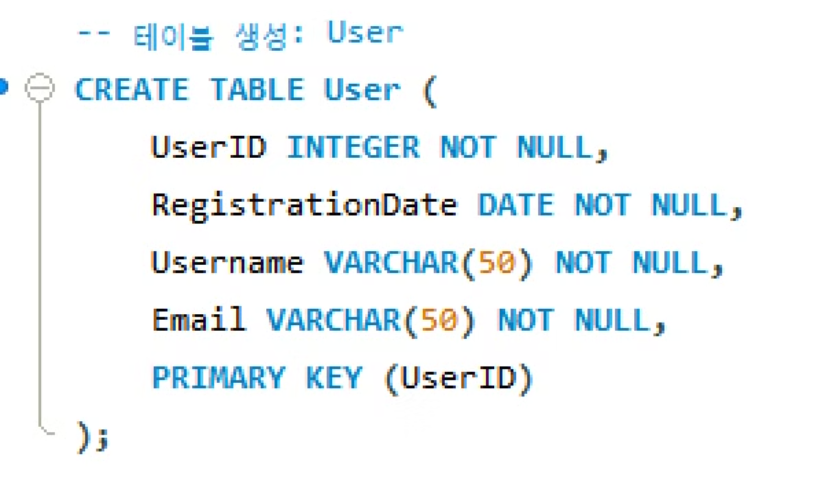 -- 테이블 생성: User
CREATE TABLE User (
UserID INTEGER NOT NULL,
RegistrationDate DATE NOT NULL,
Username VARCHAR(50) NOT NULL,
Email VARCHAR(50) NOT NULL,
PRIMARY KEY (UserID)
);